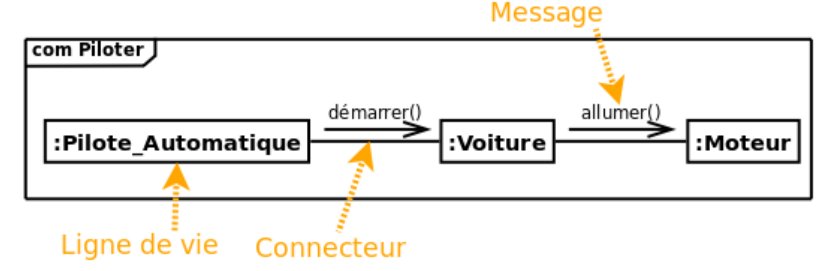 Message
com Piloter
démarrer()
allumer()
:Pilote_Automatique
:Voiture
:Moteur
Ligne de vie
Connecteur